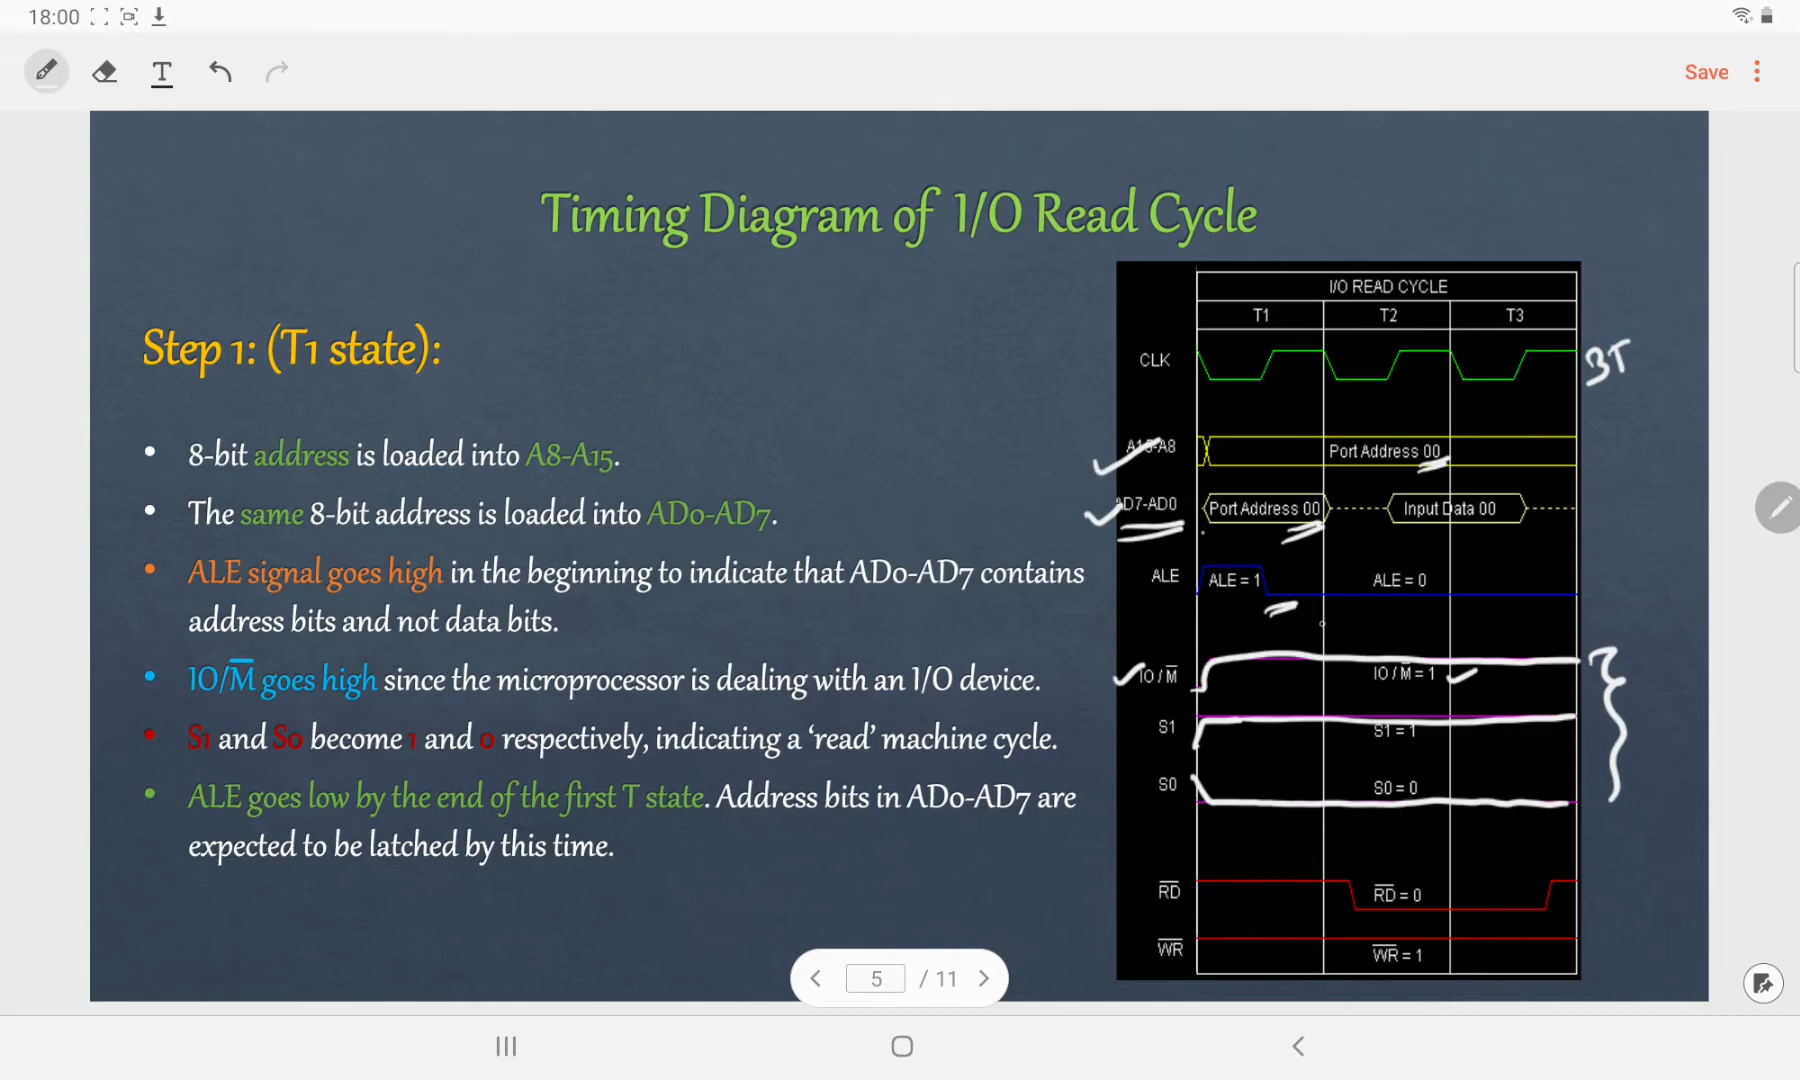 18:00
T
Save
Timing Diagram of I/O Read Cycle
Step 1: (T1 state):
• 8-bit address is loaded into A8-A15.
• The same 8-bit address is loaded into AD0-AD7.
• ALE signal goes high in the beginning to indicate that AD0-AD7 contains
address bits and not data bits.
• IO/M̅ goes high since the microprocessor is dealing with an I/O device.
• S1 and S0 become 1 and 0 respectively, indicating a ‘read’ machine cycle.
• ALE goes low by the end of the first T state. Address bits in AD0-AD7 are
expected to be latched by this time.
I/O READ CYCLE
T1 T2 T3
CLK
3T
A15-A8 Port Address 00
AD7-AD0 Port Address 00 Input Data 00
ALE ALE = 1 ALE = 0
IO / M̅ IO / M̅ = 1
S1 S1 = 1
S0 S0 = 0
R̅D̅ R̅D̅ = 0
W̅R̅ W̅R̅ = 1
5 / 11